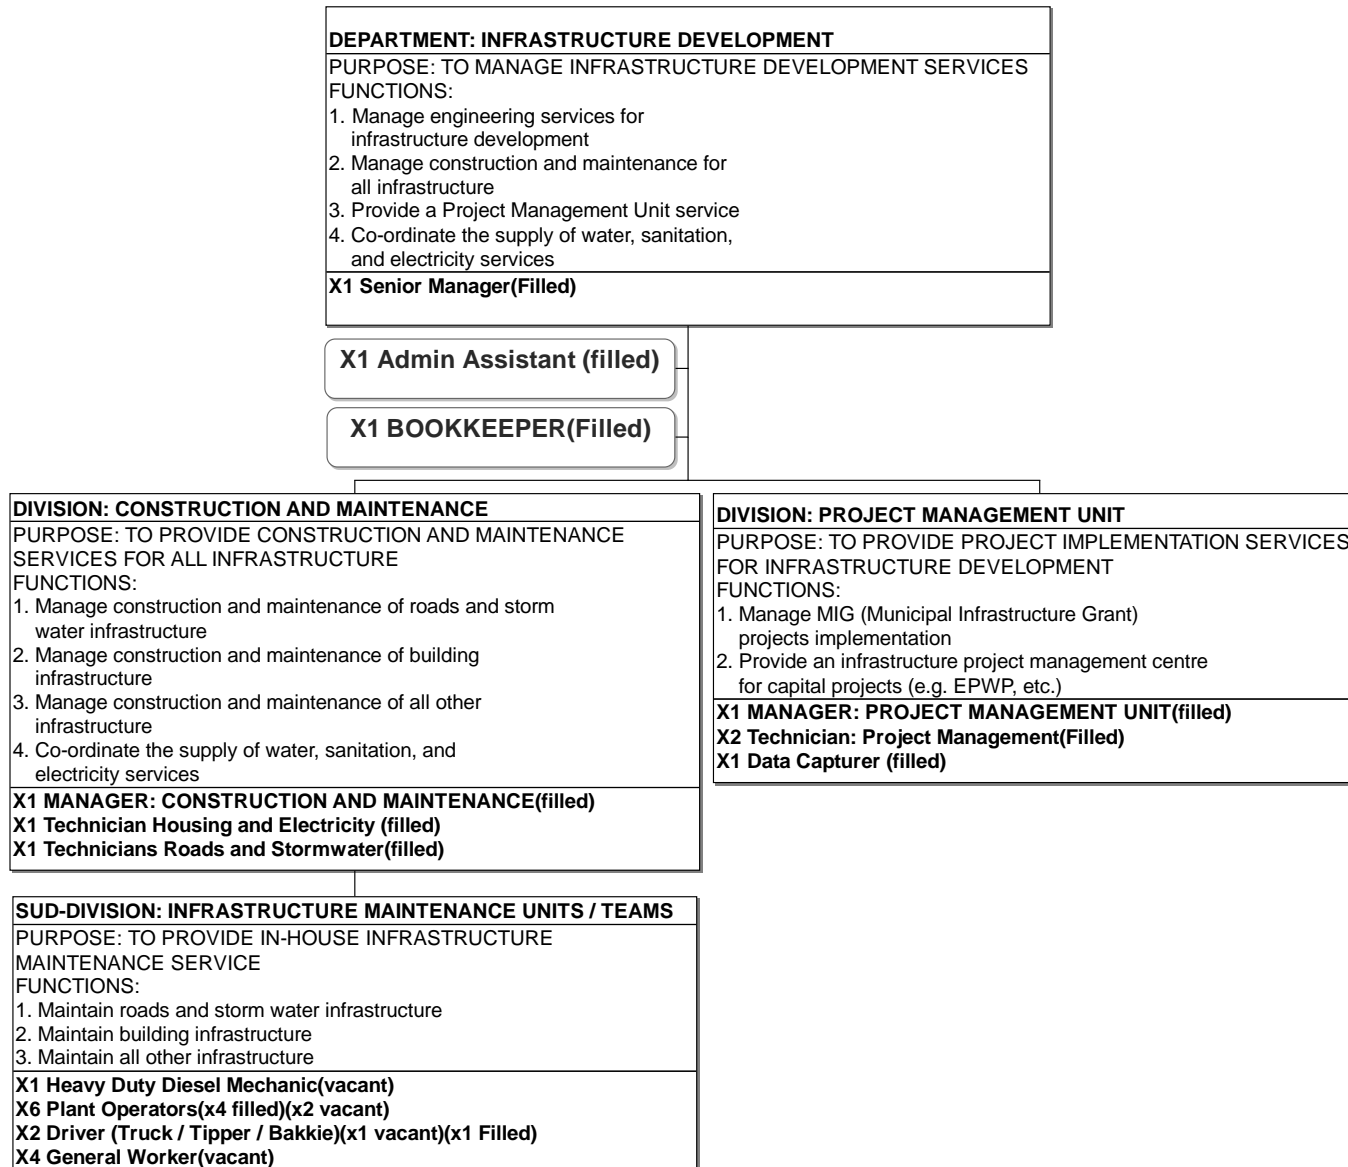 DEPARTMENT: INFRASTRUCTURE DEVELOPMENT
PURPOSE: TO MANAGE INFRASTRUCTURE DEVELOPMENT SERVICES
FUNCTIONS:
1. Manage engineering services for
infrastructure development
2. Manage construction and maintenance for
all infrastructure
3. Provide a Project Management Unit service
4. Co-ordinate the supply of water, sanitation,
and electricity services
X1 Senior Manager(Filled)
X1 Admin Assistant (filled)
X1 BOOKKEEPER(Filled)
DIVISION: CONSTRUCTION AND MAINTENANCE
PURPOSE: TO PROVIDE CONSTRUCTION AND MAINTENANCE
SERVICES FOR ALL INFRASTRUCTURE
FUNCTIONS:
1. Manage construction and maintenance of roads and storm
water infrastructure
2. Manage construction and maintenance of building
infrastructure
3. Manage construction and maintenance of all other
infrastructure
4. Co-ordinate the supply of water, sanitation, and
electricity services
X1 MANAGER: CONSTRUCTION AND MAINTENANCE(filled)
X1 Technician Housing and Electricity (filled)
X1 Technicians Roads and Stormwater(filled)
DIVISION: PROJECT MANAGEMENT UNIT
PURPOSE: TO PROVIDE PROJECT IMPLEMENTATION SERVICES
FOR INFRASTRUCTURE DEVELOPMENT
FUNCTIONS:
1. Manage MIG (Municipal Infrastructure Grant)
projects implementation
2. Provide an infrastructure project management centre
for capital projects (e.g. EPWP, etc.)
X1 MANAGER: PROJECT MANAGEMENT UNIT(filled)
X2 Technician: Project Management(Filled)
X1 Data Capturer (filled)
SUD-DIVISION: INFRASTRUCTURE MAINTENANCE UNITS / TEAMS
PURPOSE: TO PROVIDE IN-HOUSE INFRASTRUCTURE
MAINTENANCE SERVICE
FUNCTIONS:
1. Maintain roads and storm water infrastructure
2. Maintain building infrastructure
3. Maintain all other infrastructure
X1 Heavy Duty Diesel Mechanic(vacant)
X6 Plant Operators(x4 filled)(x2 vacant)
X2 Driver (Truck / Tipper / Bakkie)(x1 vacant)(x1 Filled)
X4 General Worker(vacant)